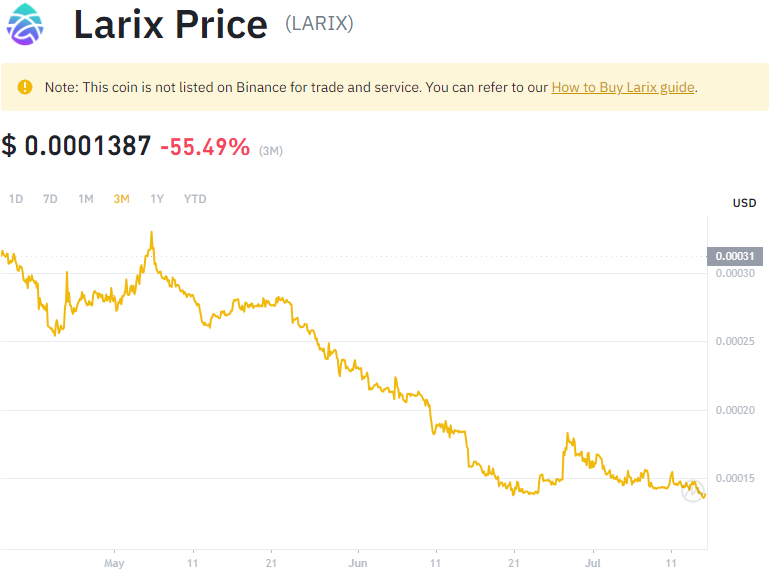 Larix Price (LARIX)
Note: This coin is not listed on Binance for trade and service. You can refer to our How to Buy Larix guide.
$ 0.0001387 -55.49% (3M)
1D 7D 1M 3M 1Y YTD
USD
0.00031
0.00030
0.00025
0.00020
0.00015
May 11 21 Jun 11 21 Jul 11